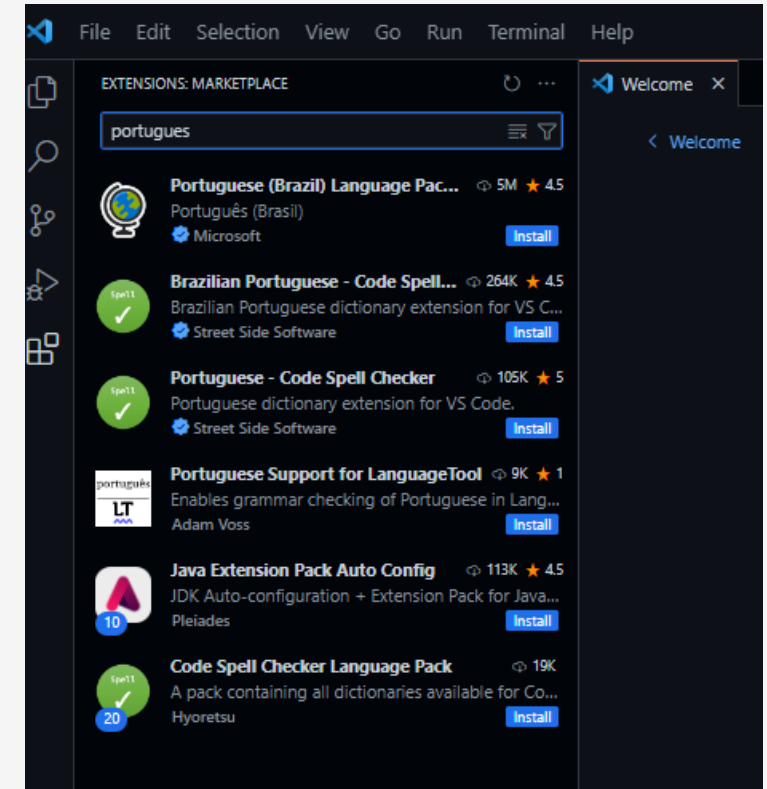 File Edit Selection View Go Run Terminal Help
EXTENSIONS: MARKETPLACE
Welcome
portugues
Welcome
Portuguese (Brazil) Language Pac... 5M 4.5
Português (Brasil)
Microsoft
Install
Brazilian Portuguese - Code Spell... 264K 4.5
Brazilian Portuguese dictionary extension for VS C...
Street Side Software
Install
Spell
Portuguese - Code Spell Checker 105K 5
Portuguese dictionary extension for VS Code.
Street Side Software
Install
Spell
Portuguese Support for LanguageTool 9K 1
Enables grammar checking of Portuguese in Lang...
Adam Voss
Install
português
LT
Java Extension Pack Auto Config 113K 4.5
JDK Auto-configuration + Extension Pack for Java...
Pleiades
Install
10
Code Spell Checker Language Pack 19K
A pack containing all dictionaries available for Co...
Hyoretsu
Install
Spell
20